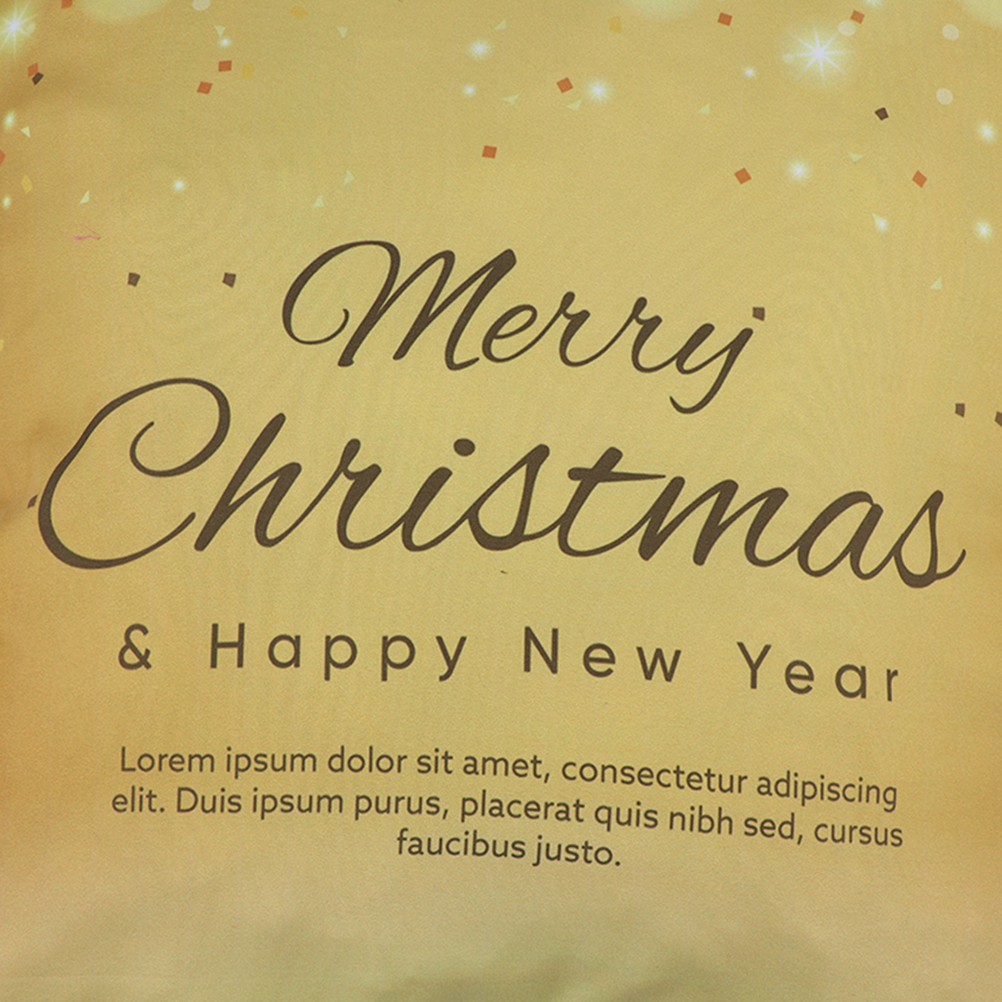 Merry
Christmas
& Happy New Year
Lorem ipsum dolor sit amet, consectetur adipiscing
elit. Duis ipsum purus, placerat quis nibh sed, cursus
faucibus justo.